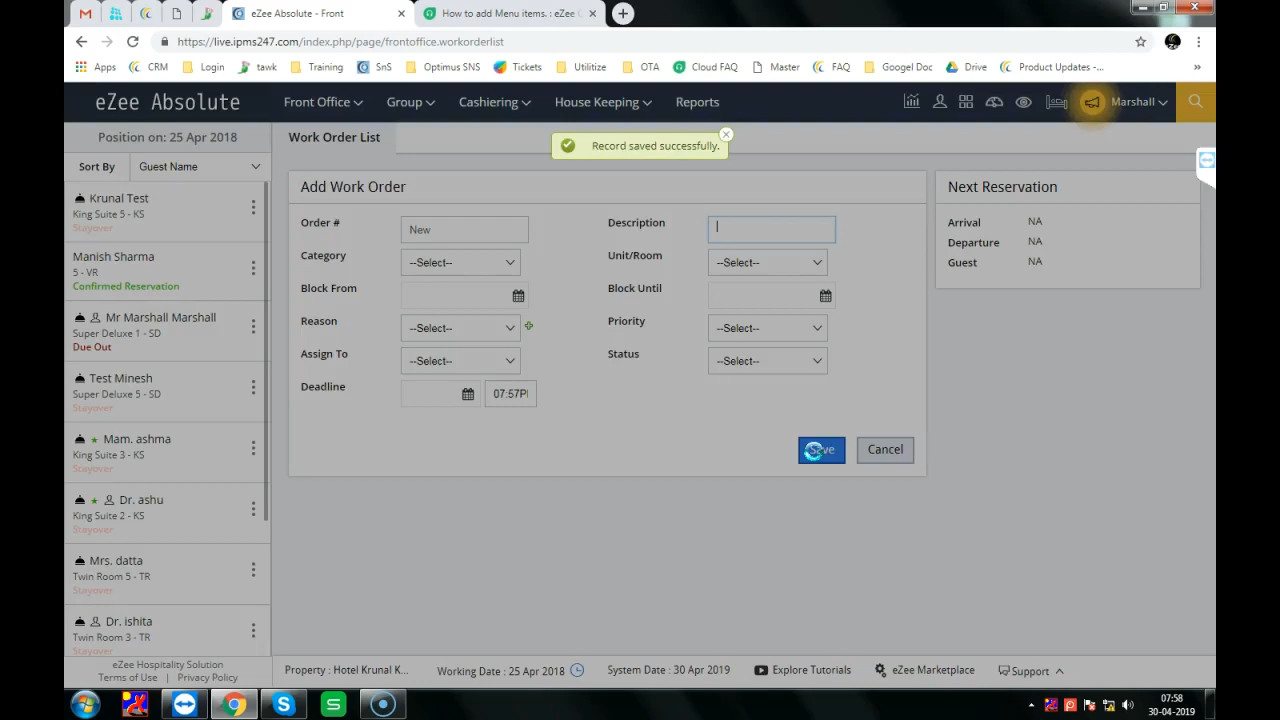 eZee Absolute - Front
How to add Menu items. : eZee
https://live.ipms247.com/index.php/page/frontoffice.workorderlist
Apps CRM Login tawk Training SnS Optimus SNS Tickets Utilitize OTA Cloud FAQ Master FAQ Googel Doc Drive Product Updates -... »
eZee Absolute Front Office Group Cashiering House Keeping Reports Marshall
Position on: 25 Apr 2018
Work Order List
Record saved successfully.
Sort By Guest Name
Krunal Test
King Suite 5 - KS
Stayover
Manish Sharma
5 - VR
Confirmed Reservation
Mr Marshall Marshall
Super Deluxe 1 - SD
Due Out
Test Minesh
Super Deluxe 5 - SD
Stayover
Mam. ashma
King Suite 3 - KS
Stayover
Dr. ashu
King Suite 2 - KS
Stayover
Mrs. datta
Twin Room 5 - TR
Stayover
Dr. ishita
Twin Room 3 - TR
Stayover
Add Work Order
Order # New Description
Category --Select-- Unit/Room --Select--
Block From Block Until
Reason --Select-- Priority --Select--
Assign To --Select-- Status --Select--
Deadline 07:57P
Save Cancel
Next Reservation
Arrival NA
Departure NA
Guest NA
eZee Hospitality Solution
Terms of Use | Privacy Policy
Property : Hotel Krunal K... Working Date : 25 Apr 2018 System Date : 30 Apr 2019 Explore Tutorials eZee Marketplace Support
07:58
30-04-2019